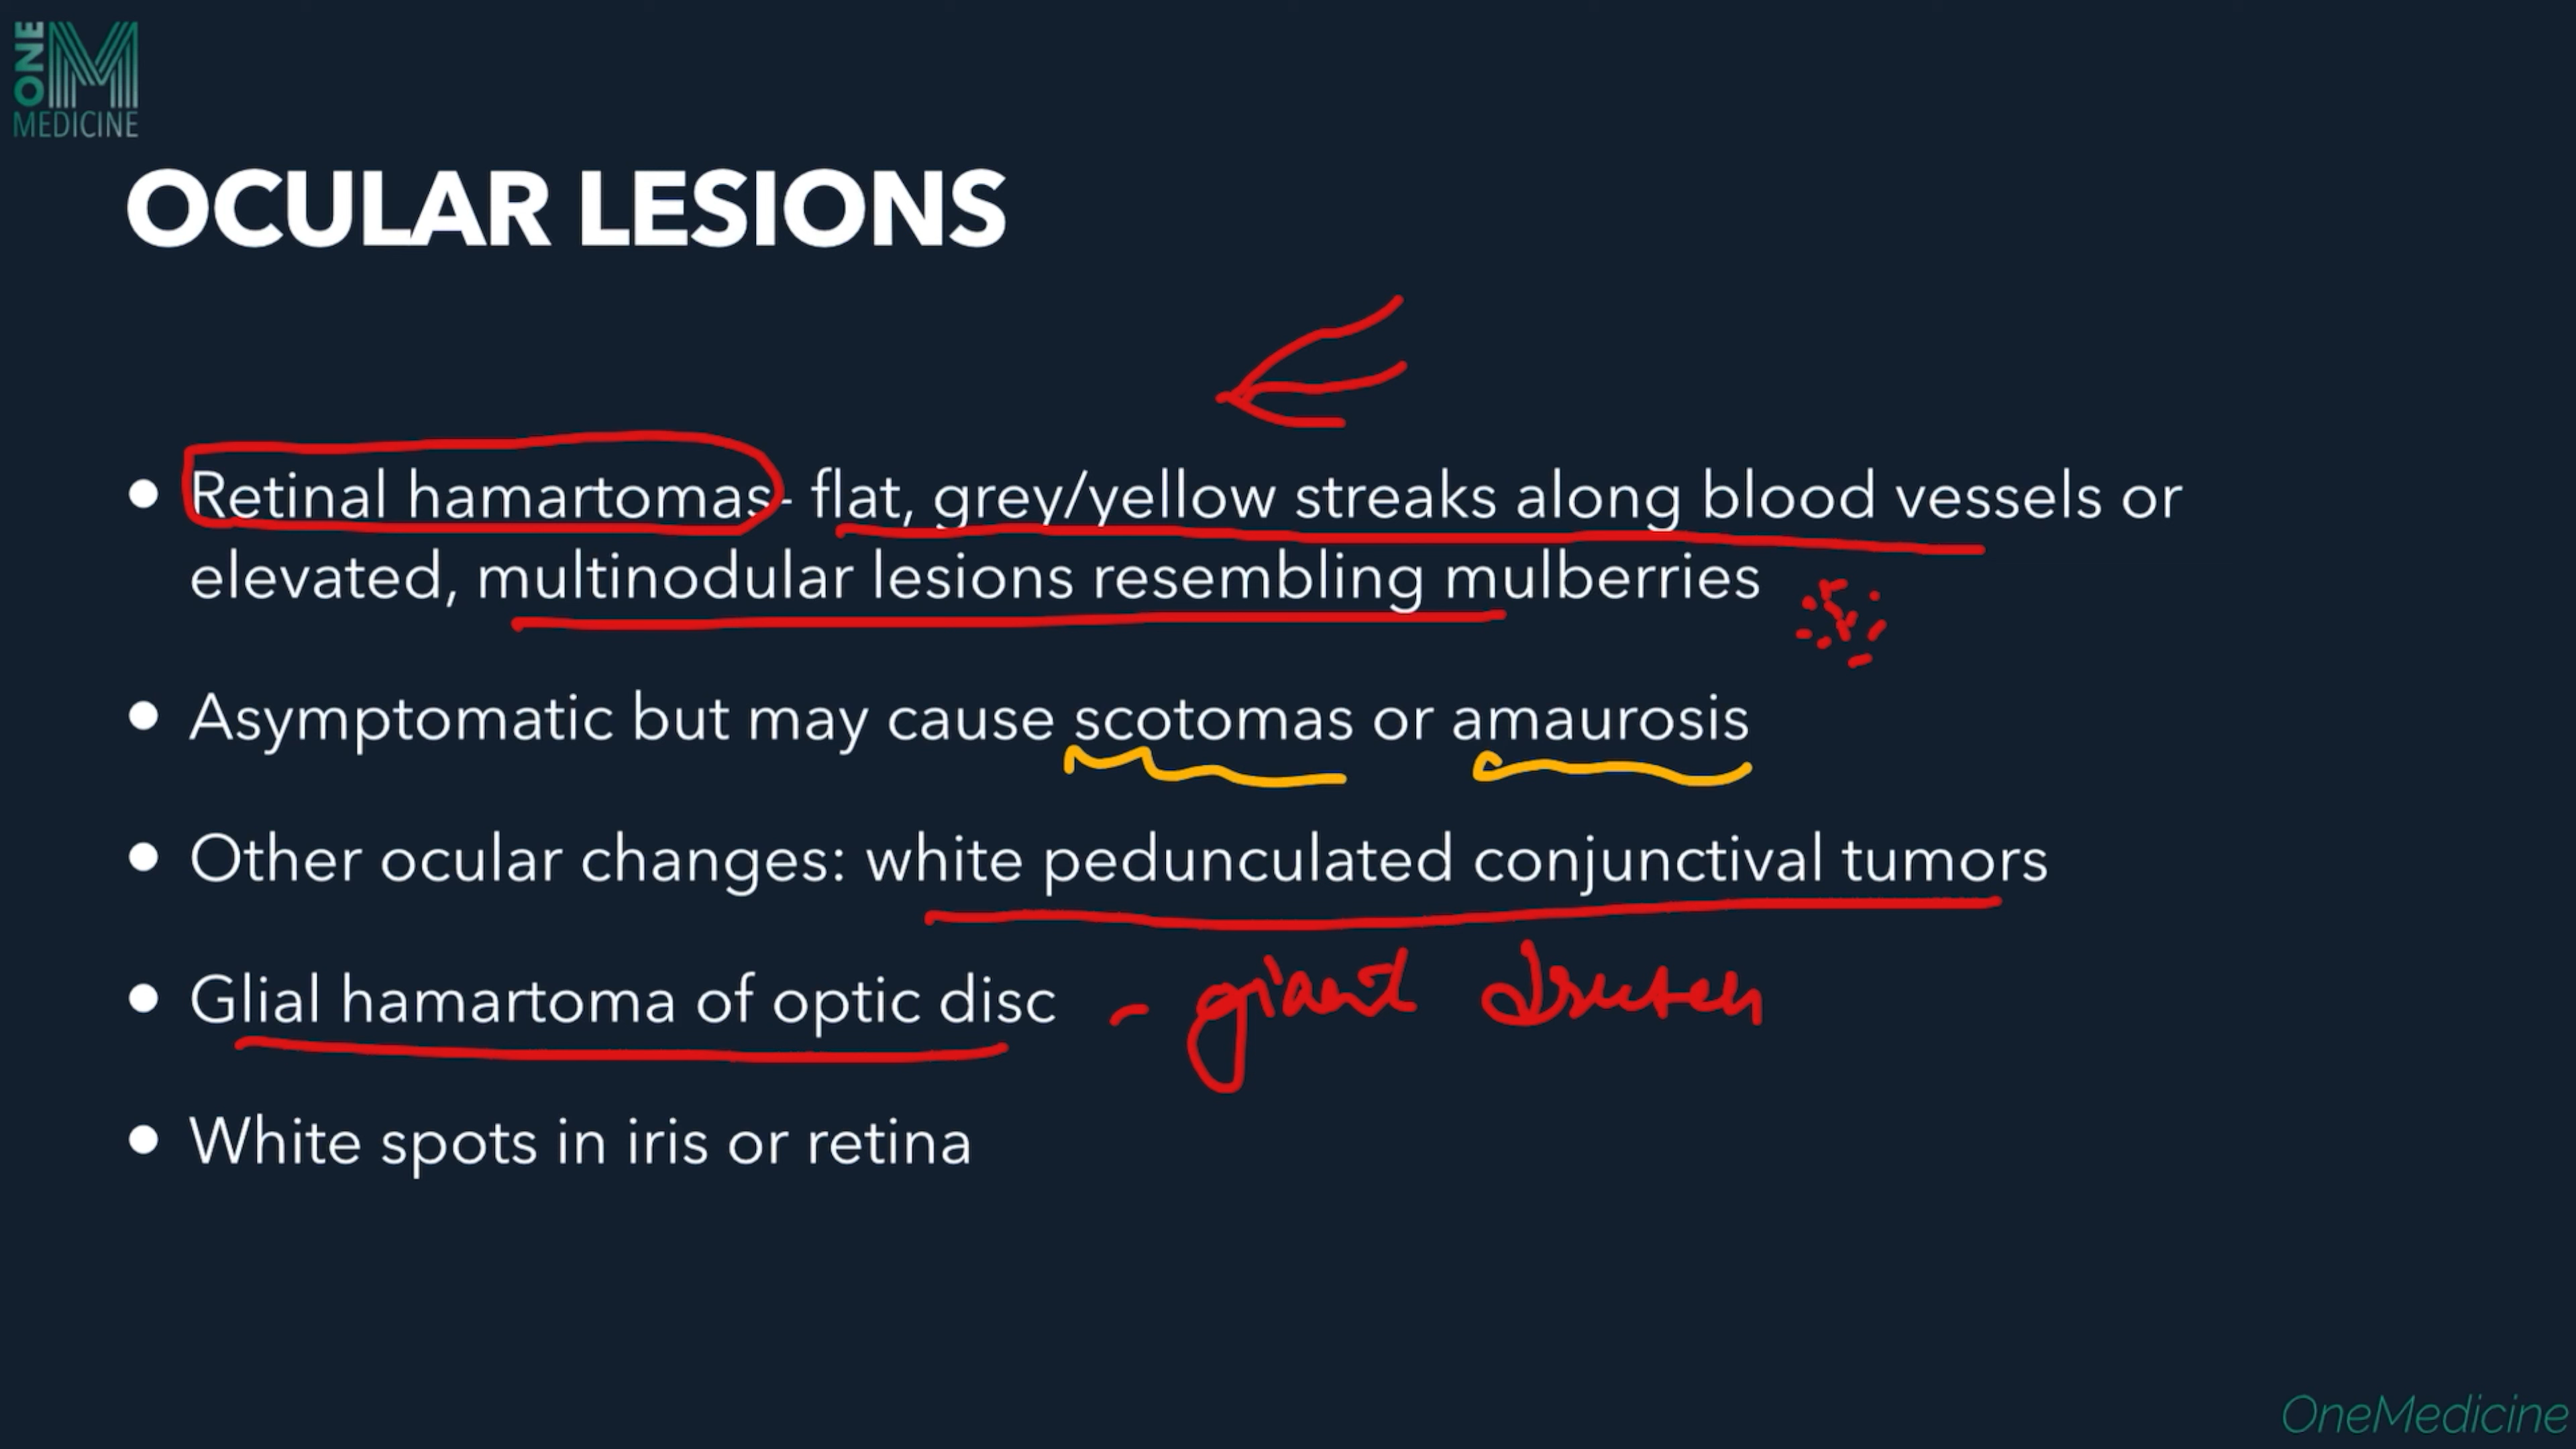 ONE
MEDICINE
OCULAR LESIONS
• Retinal hamartomas- flat, grey/yellow streaks along blood vessels or
elevated, multinodular lesions resembling mulberries
• Asymptomatic but may cause scotomas or amaurosis
• Other ocular changes: white pedunculated conjunctival tumors
• Glial hamartoma of optic disc - giant drusen
• White spots in iris or retina
OneMedicine